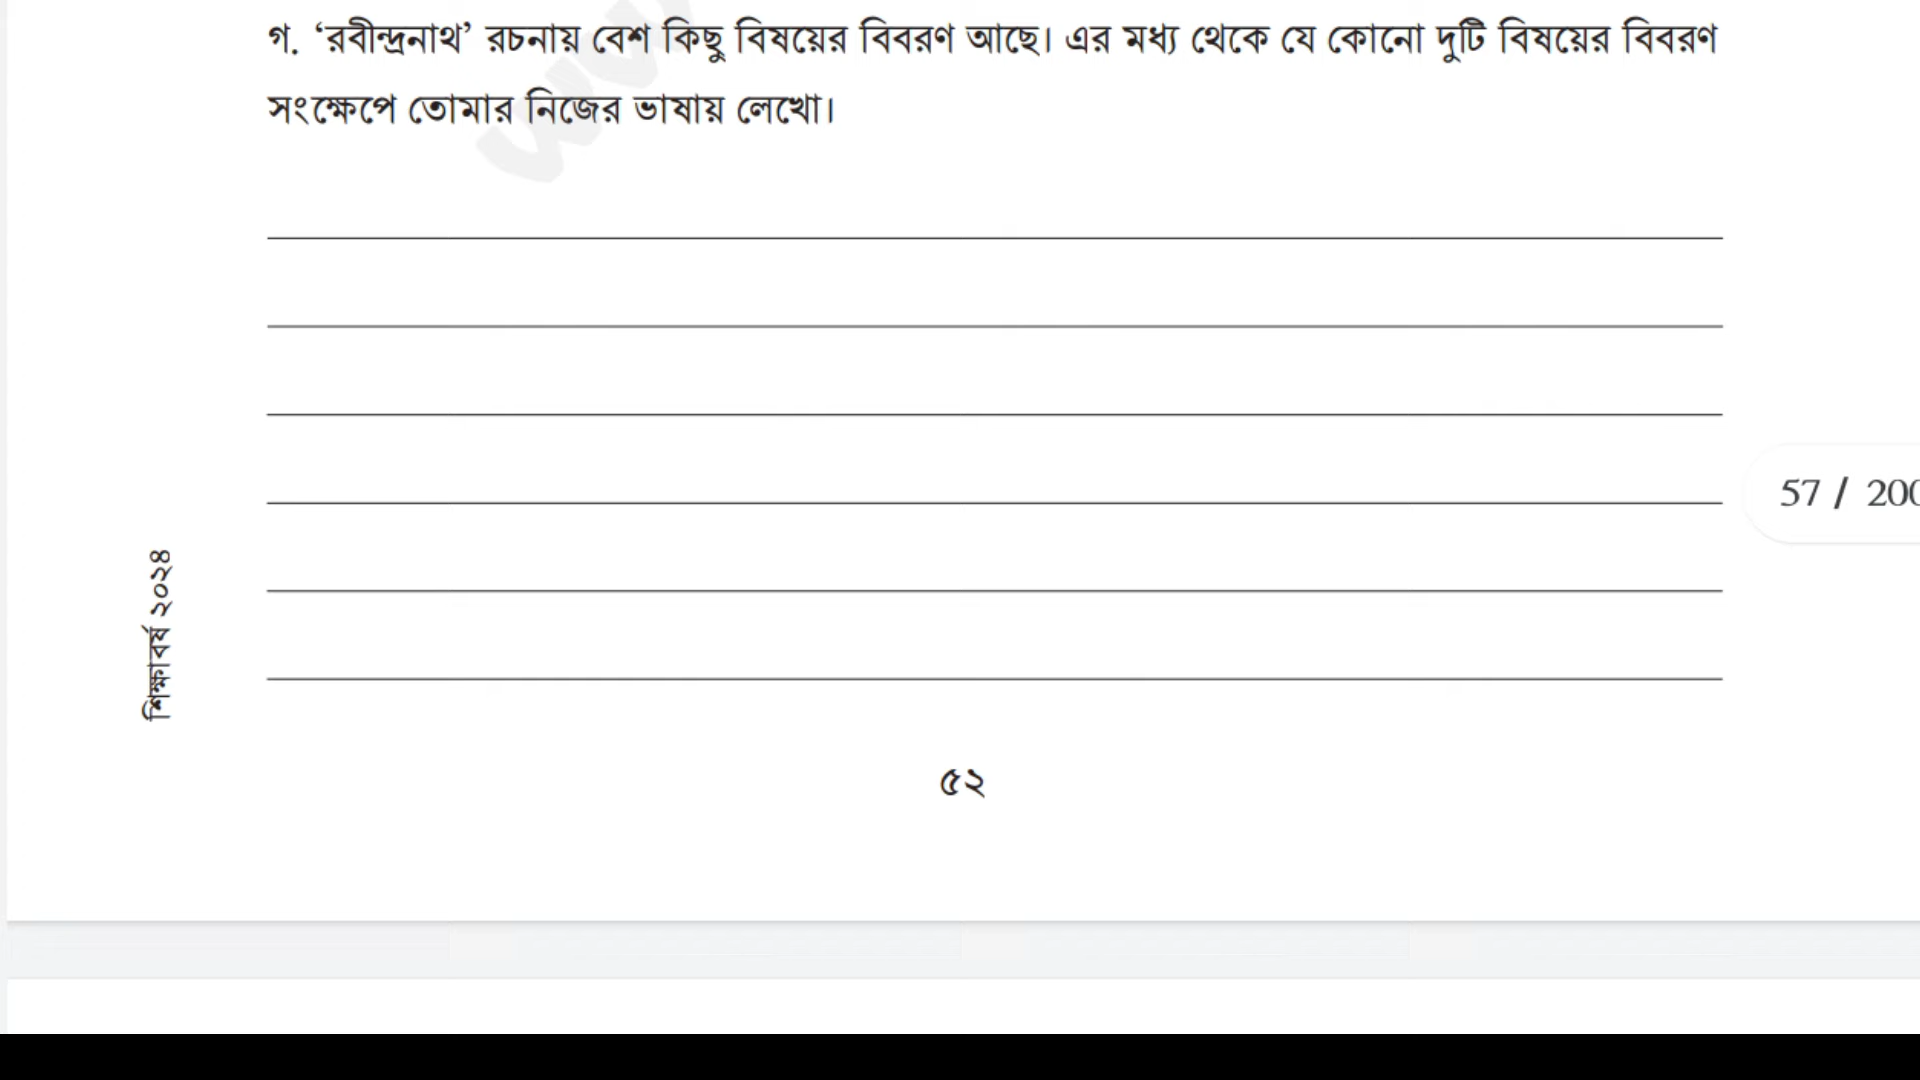 গ. ‘রবীন্দ্রনাথ’ রচনায় বেশ কিছু বিষয়ের বিবরণ আছে। এর মধ্য থেকে যে কোনো দুটি বিষয়ের বিবরণ
সংক্ষেপে তোমার নিজের ভাষায় লেখো।
57 / 200
শিক্ষাবর্ষ ২০২৪
৫২